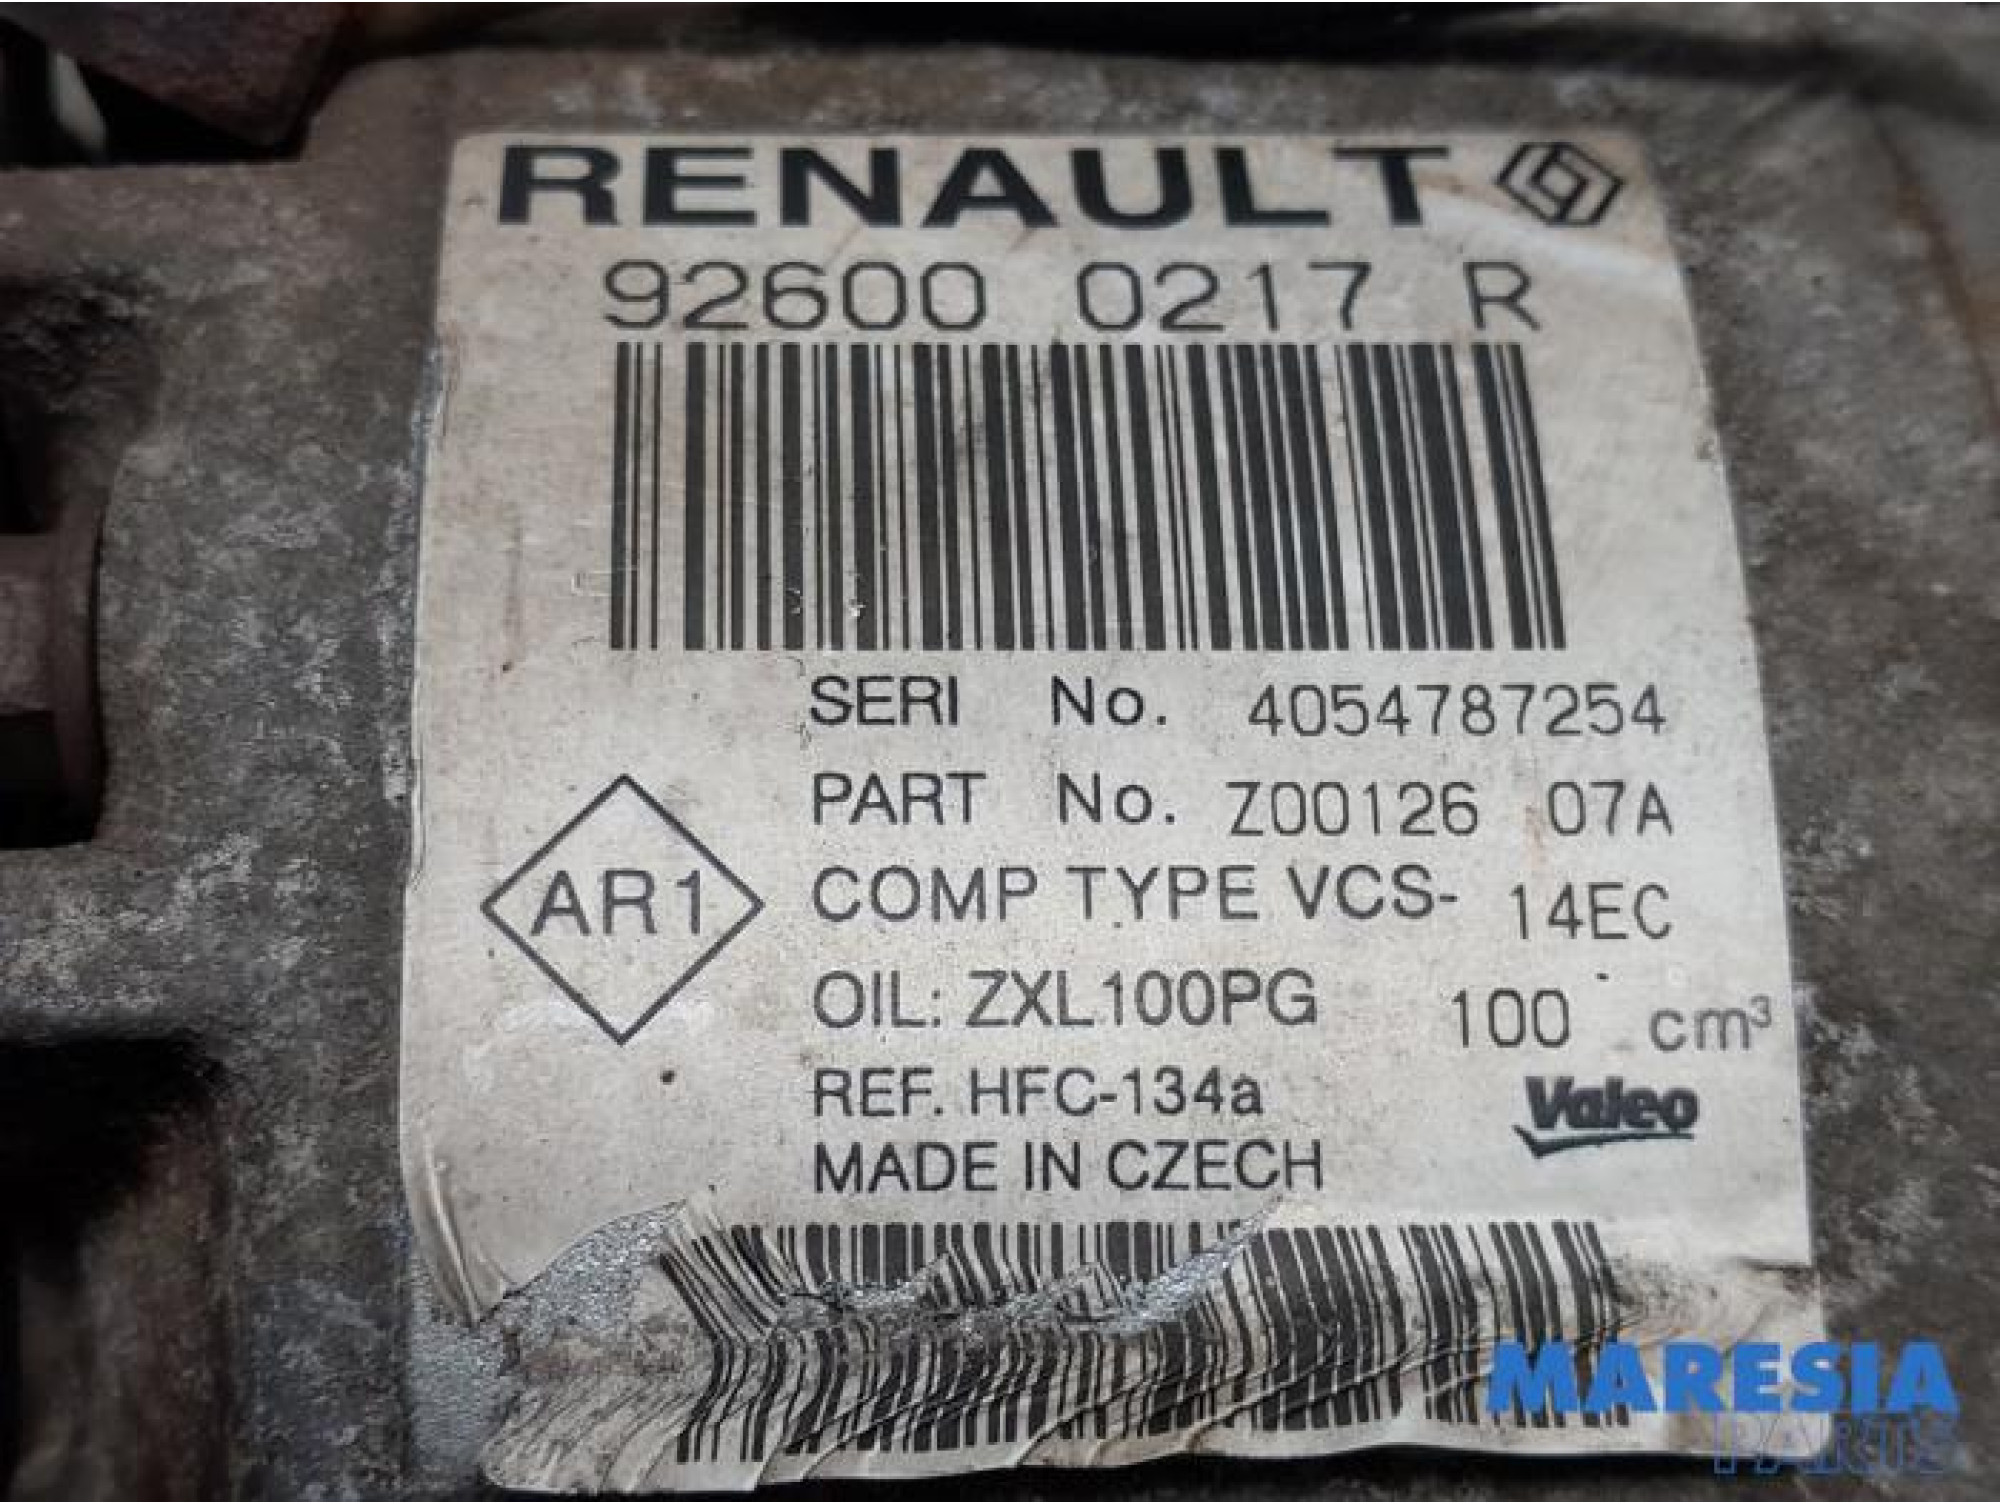 RENAULT
92600 0217 R
SERI No. 4054787254
PART No. Z00126 07A
AR1
COMP TYPE VCS- 14EC
OIL: ZXL100PG 100 cm³
REF. HFC-134a
Valeo
MADE IN CZECH
MARESIA
PARTS